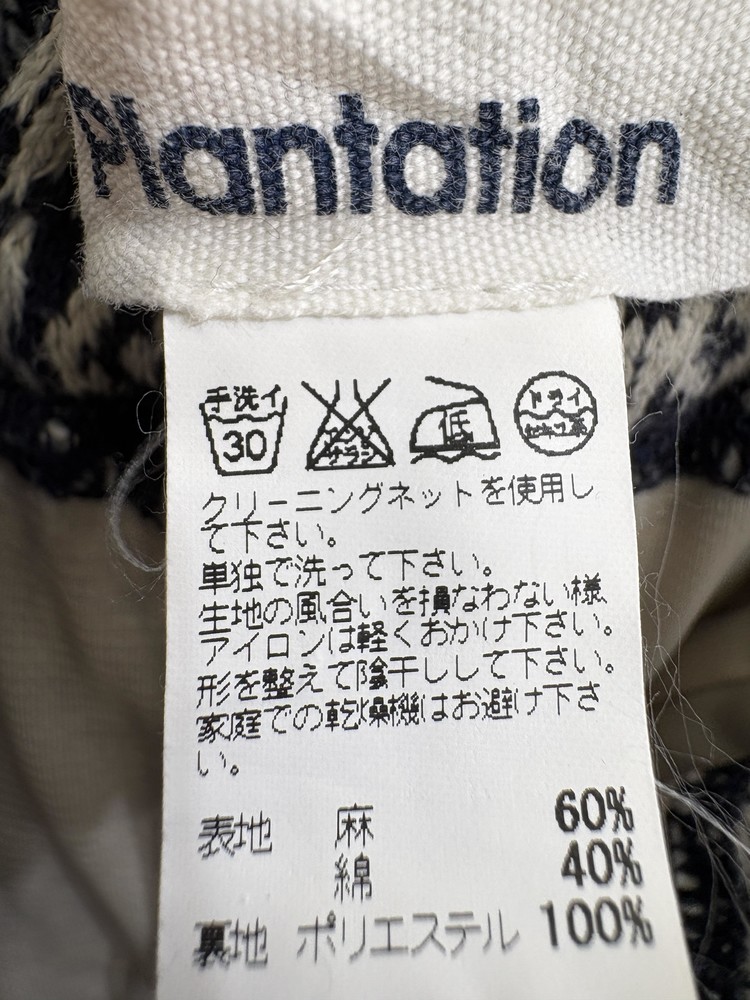 Plantation
手洗イ
30
低
ドライ
クリーニングネットを使用し
て下さい。
単独で洗って下さい。
生地の風合いを損なわない様
アイロンは軽くおかけ下さい。
形を整えて陰干しして下さい。
家庭での乾燥機はお避け下さ
い。
表地 麻 60%
綿 40%
裏地 ポリエステル 100%